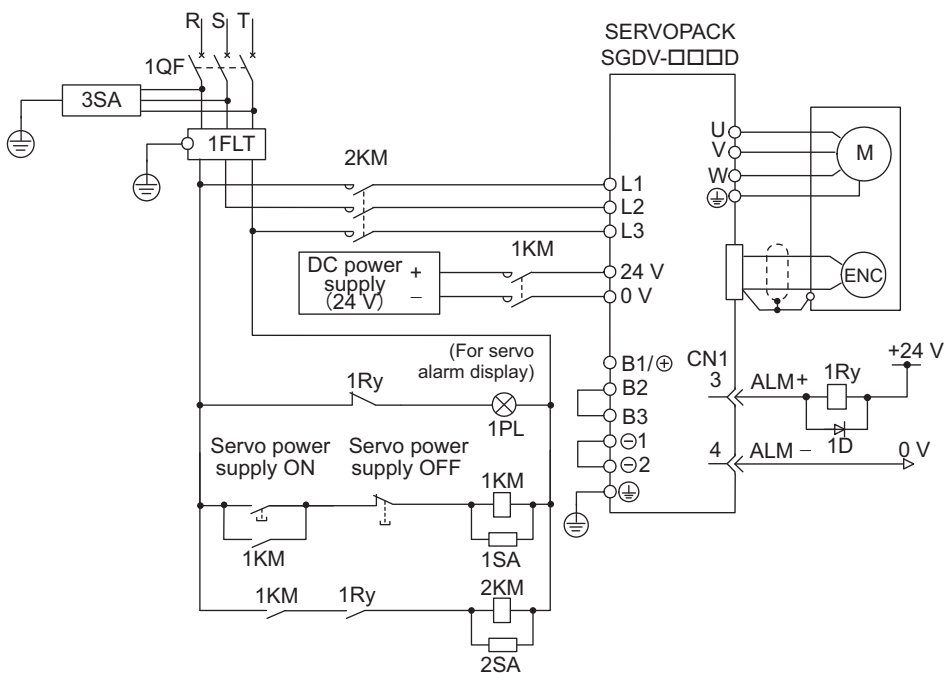 R S T
SERVOPACK
SGDV-□□□D
1QF
3SA
1FLT
2KM
U
V
W
M
L1
L2
L3
1KM
DC power
supply
(24 V)
+
−
24 V
0 V
ENC
(For servo
alarm display)
B1/⊕
B2
B3
⊖1
⊖2
CN1
3
ALM+
1Ry
+24 V
1D
4
ALM −
0 V
1Ry
1PL
Servo power
supply ON
Servo power
supply OFF
1KM
1KM
1SA
1KM
1Ry
2KM
2SA